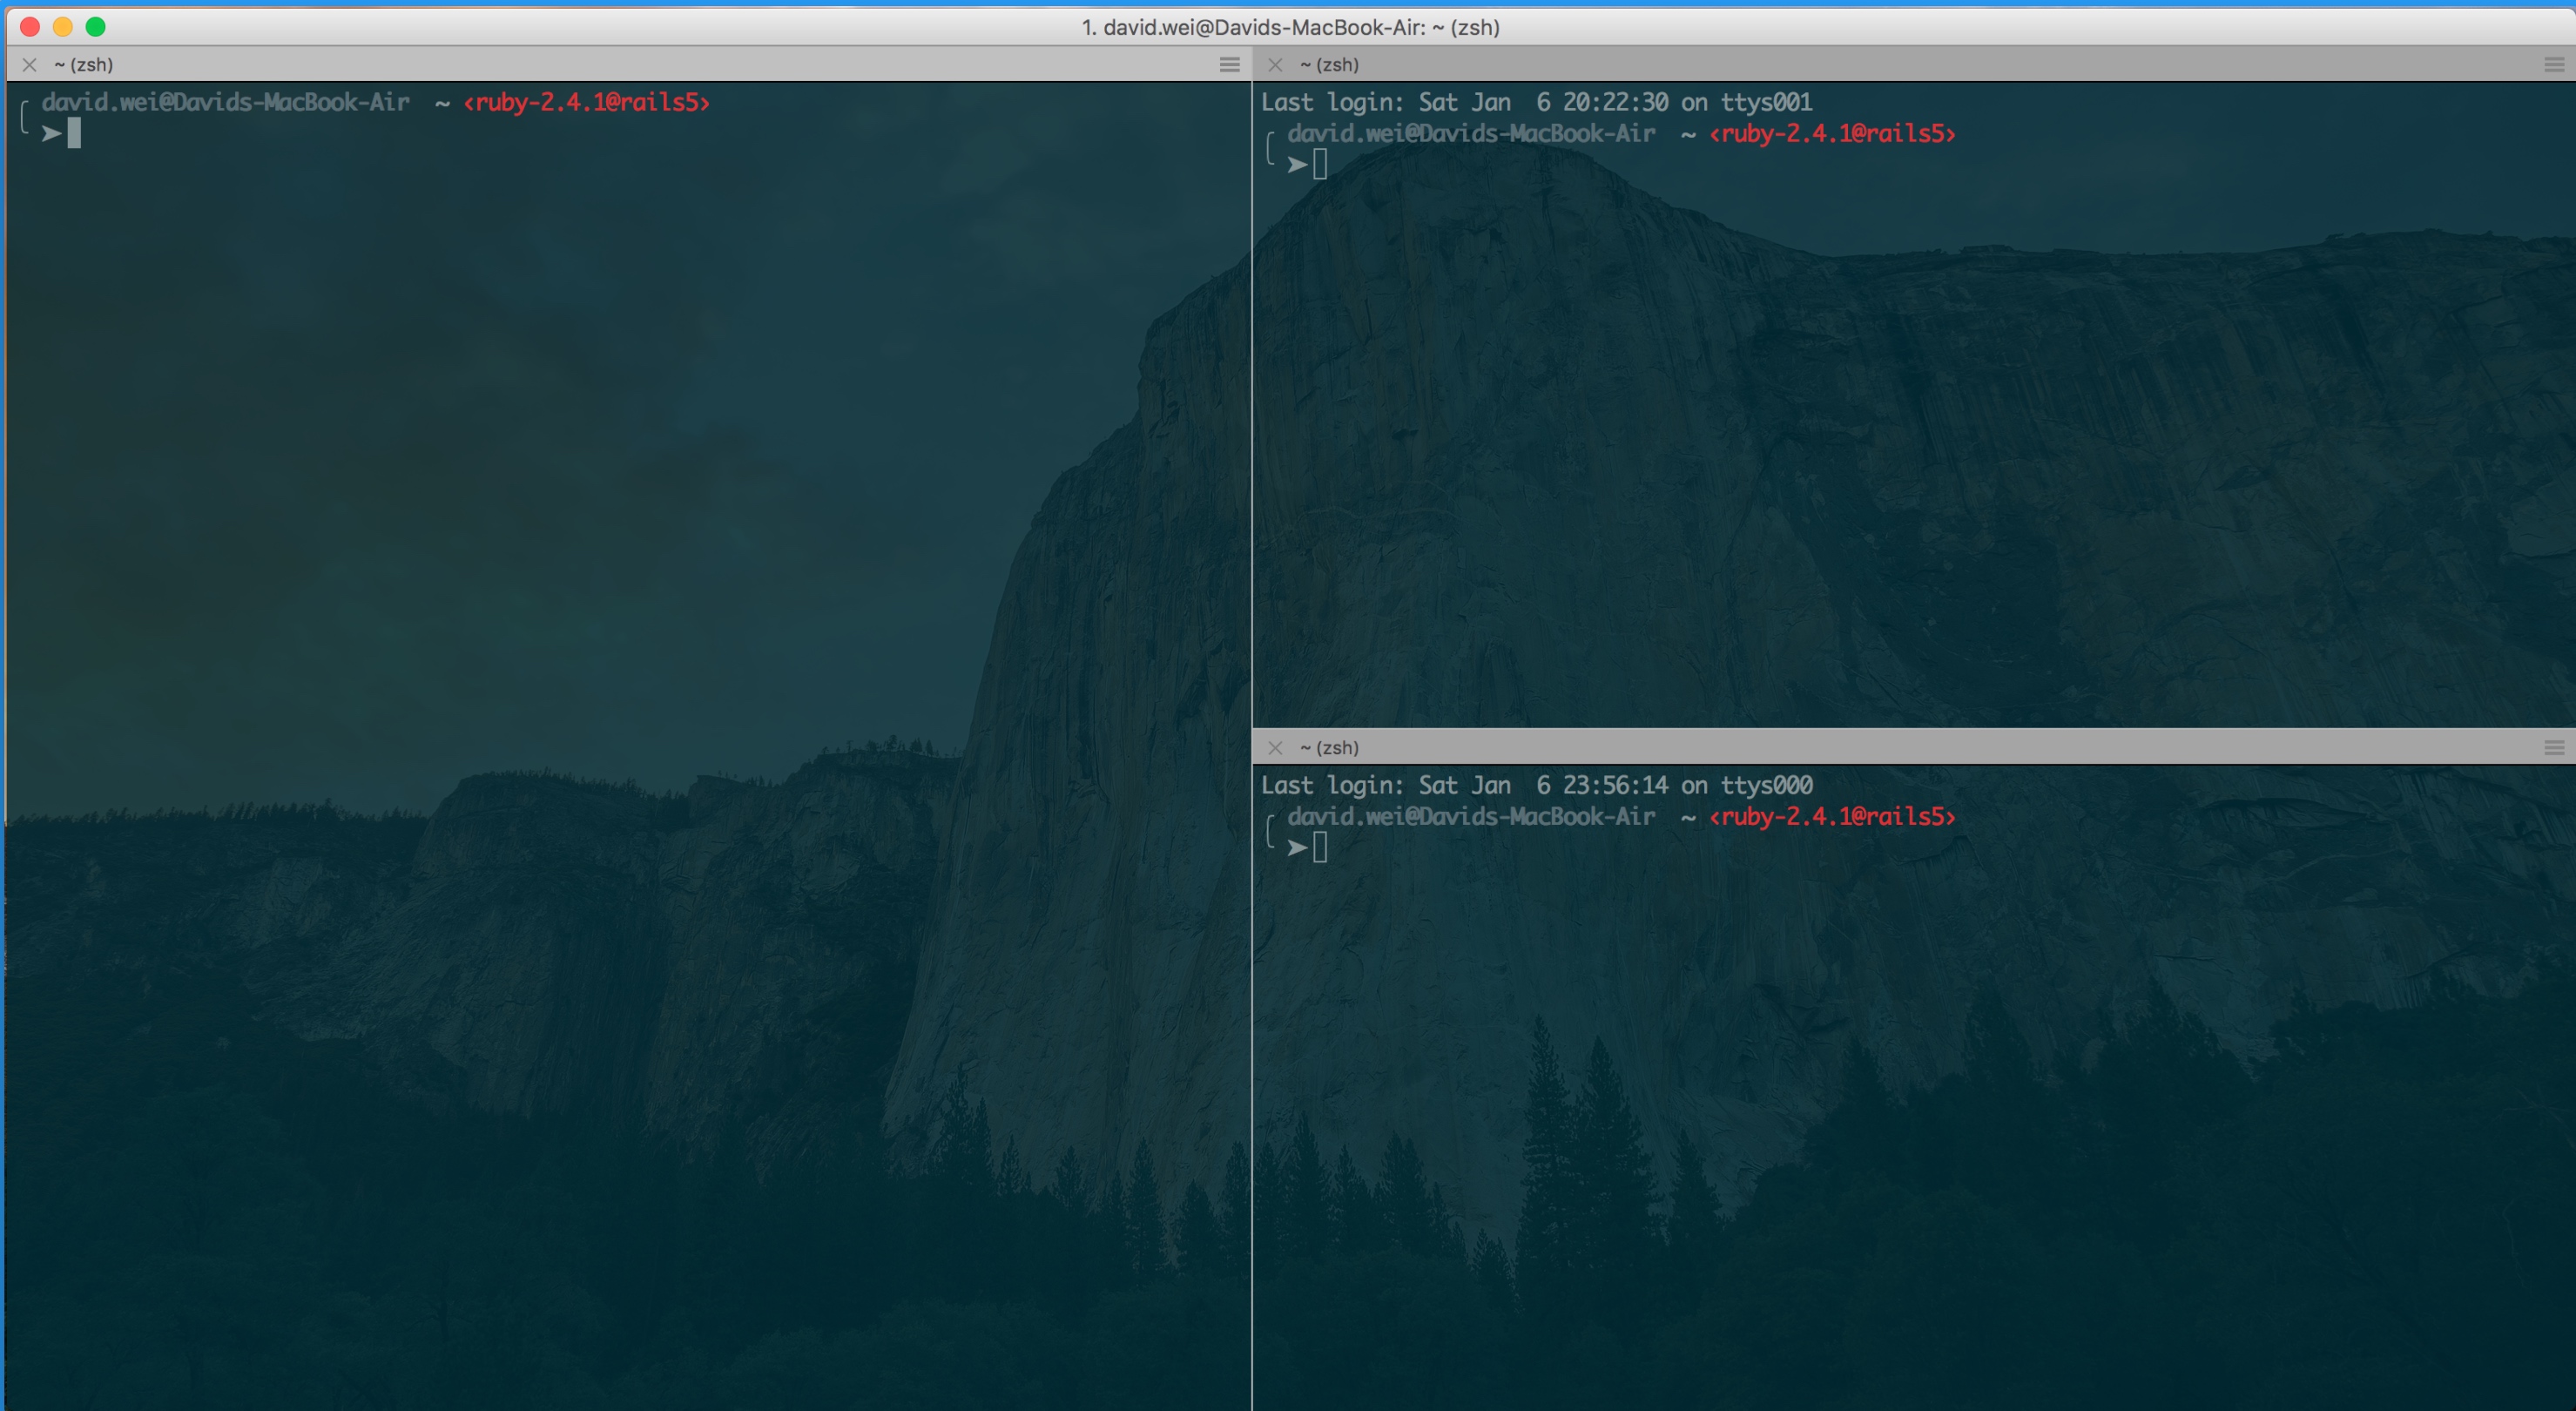 1. david.wei@Davids-MacBook-Air: ~ (zsh)
~ (zsh)
david.wei@Davids-MacBook-Air  ~ ‹ruby-2.4.1@rails5›
➤
~ (zsh)
Last login: Sat Jan  6 20:22:30 on ttys001
david.wei@Davids-MacBook-Air  ~ ‹ruby-2.4.1@rails5›
➤
~ (zsh)
Last login: Sat Jan  6 23:56:14 on ttys000
david.wei@Davids-MacBook-Air  ~ ‹ruby-2.4.1@rails5›
➤